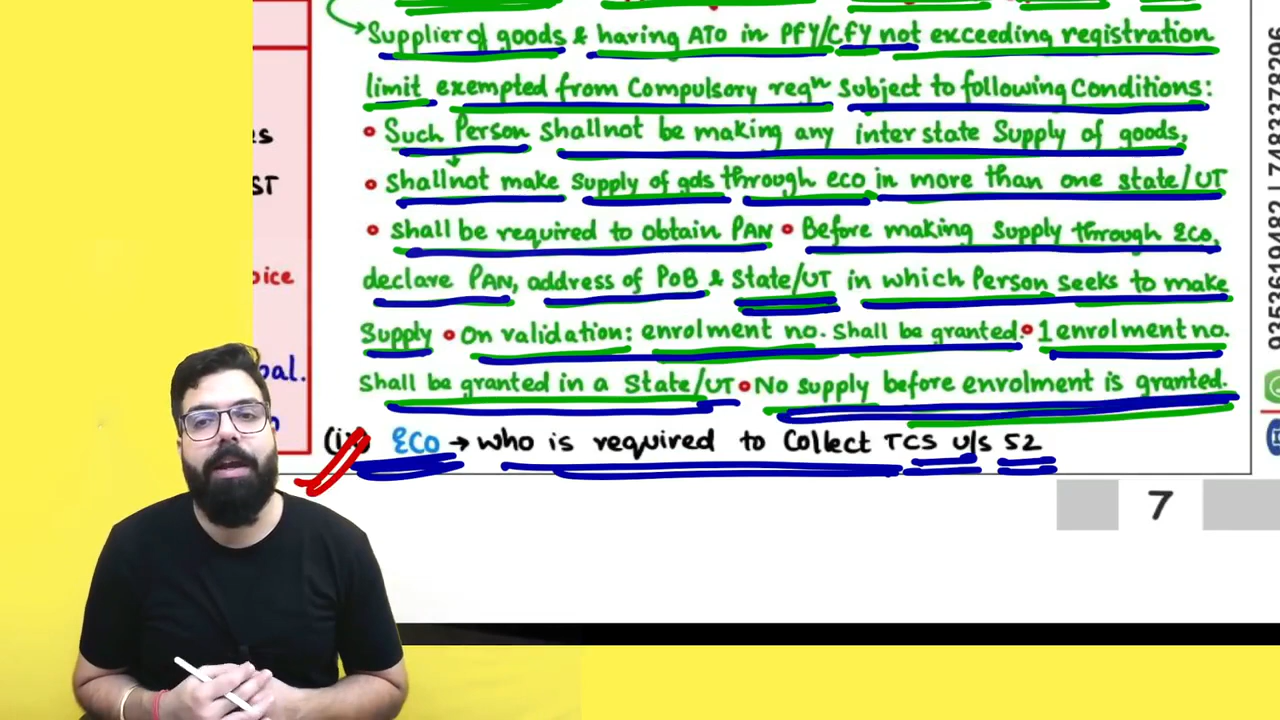 Supplier of goods & having ATO in PFY/CFY not exceeding registration
limit exempted from Compulsory regn Subject to following Conditions:
• Such Person shallnot be making any inter state Supply of goods,
• shallnot make supply of gds through eco in more than one state/UT
• shall be required to obtain PAN • Before making Supply through ECO,
declare PAN, address of PoB & State/UT in which Person seeks to make
Supply • On validation: enrolment no. shall be granted. • 1 enrolment no.
shall be granted in a State/UT • No supply before enrolment is granted.
ECO → who is required to Collect TCS u/s 52
ST
oice
7